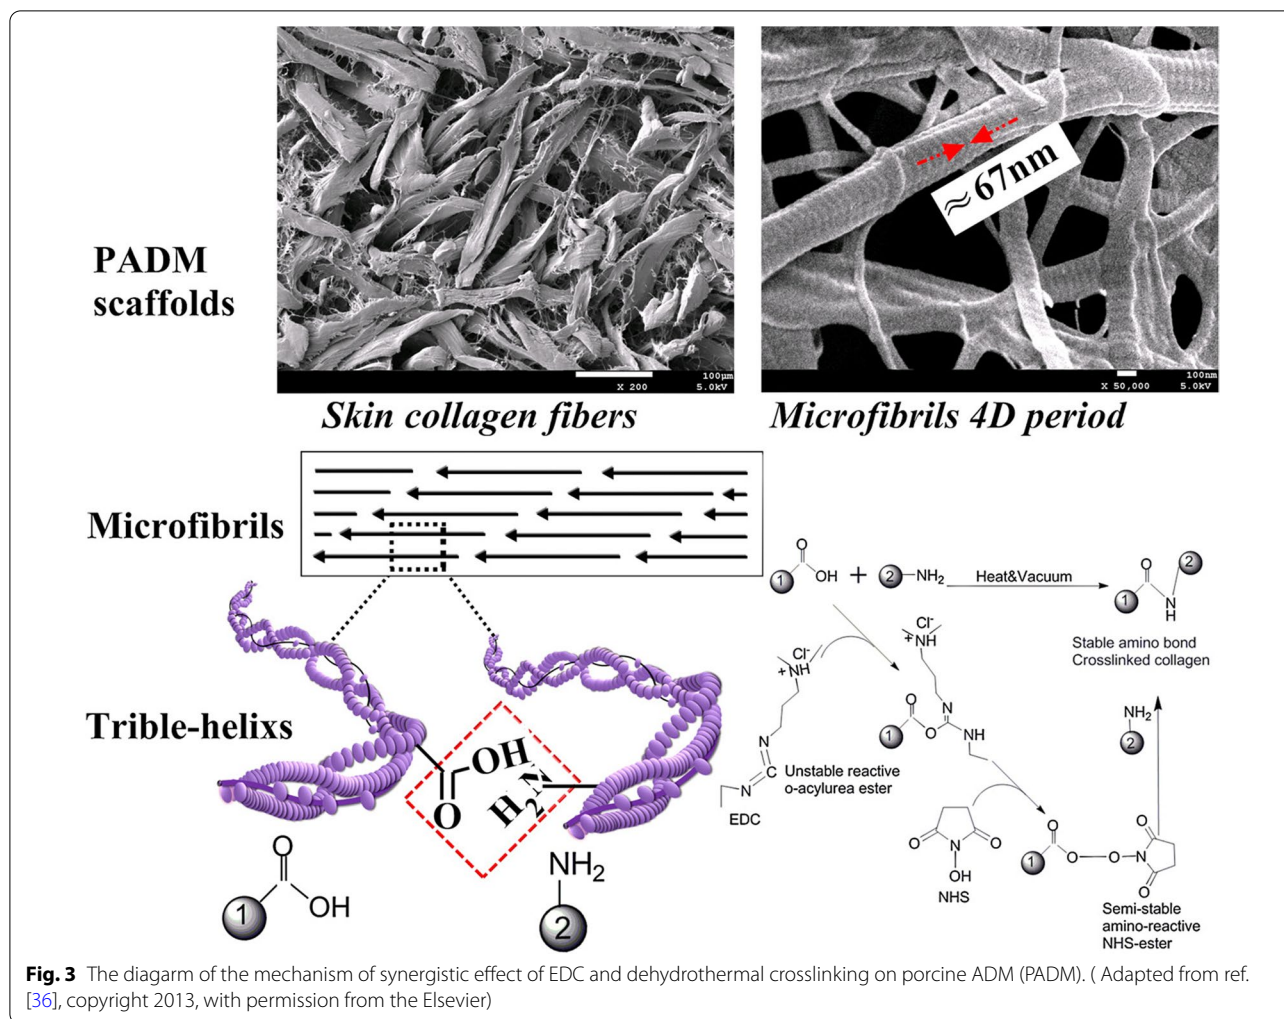 PADM
scaffolds
≈67nm
100µm
X 200 5.0kV
100nm
X 50,000 5.0kV
Skin collagen fibers
Microfibrils 4D period
Microfibrils
Trible-helixs
OH
O
H2N
O
OH
1
NH2
2
O
OH
1
+
2
NH2
Heat&Vacuum
O
2
1
N
H
Stable amino bond
Crosslinked collagen
Cl-
NH
+
N
C
N
EDC
Cl-
NH
+
O
N
1
O
NH
Unstable reactive
o-acylurea ester
O
O
N
OH
NHS
NH2
2
O
O
1
O
O
N
O
Semi-stable
amino-reactive
NHS-ester
Fig. 3 The diagarm of the mechanism of synergistic effect of EDC and dehydrothermal crosslinking on porcine ADM (PADM). ( Adapted from ref.
[36], copyright 2013, with permission from the Elsevier)